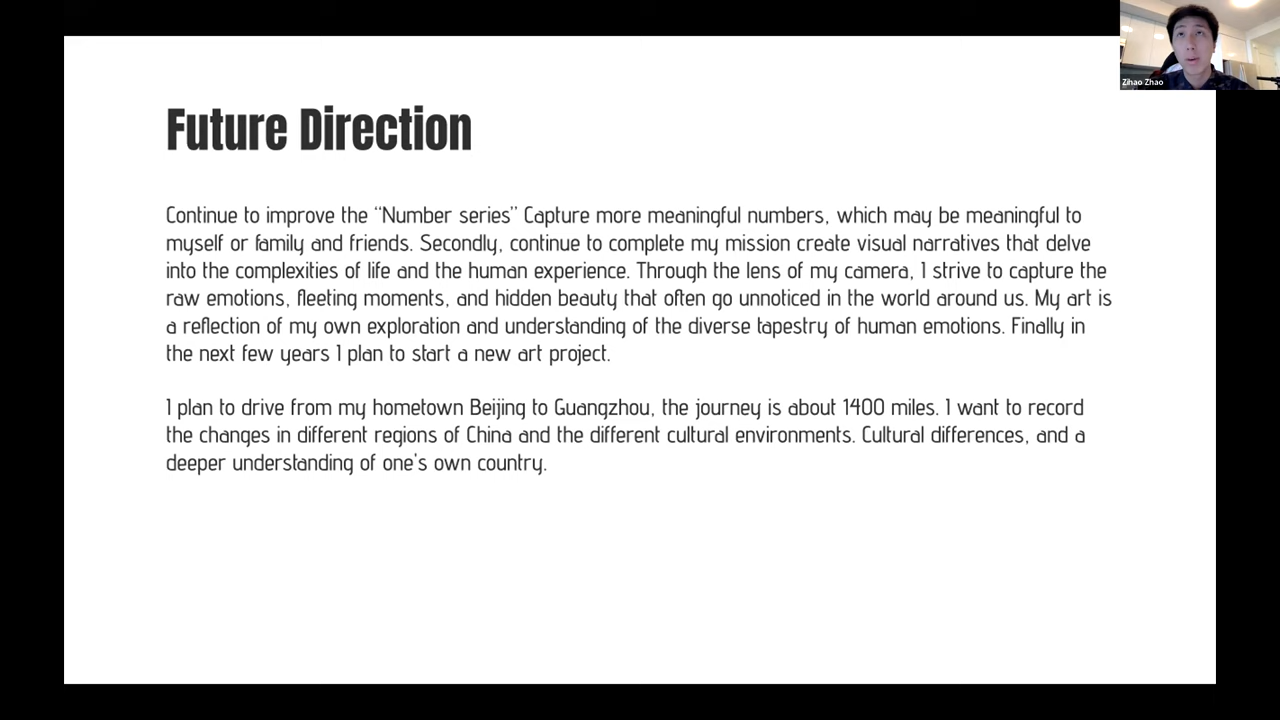 Zihao Zhao
Future Direction
Continue to improve the “Number series” Capture more meaningful numbers, which may be meaningful to
myself or family and friends. Secondly, continue to complete my mission create visual narratives that delve
into the complexities of life and the human experience. Through the lens of my camera, I strive to capture the
raw emotions, fleeting moments, and hidden beauty that often go unnoticed in the world around us. My art is
a reflection of my own exploration and understanding of the diverse tapestry of human emotions. Finally in
the next few years I plan to start a new art project.
I plan to drive from my hometown Beijing to Guangzhou, the journey is about 1400 miles. I want to record
the changes in different regions of China and the different cultural environments. Cultural differences, and a
deeper understanding of one's own country.